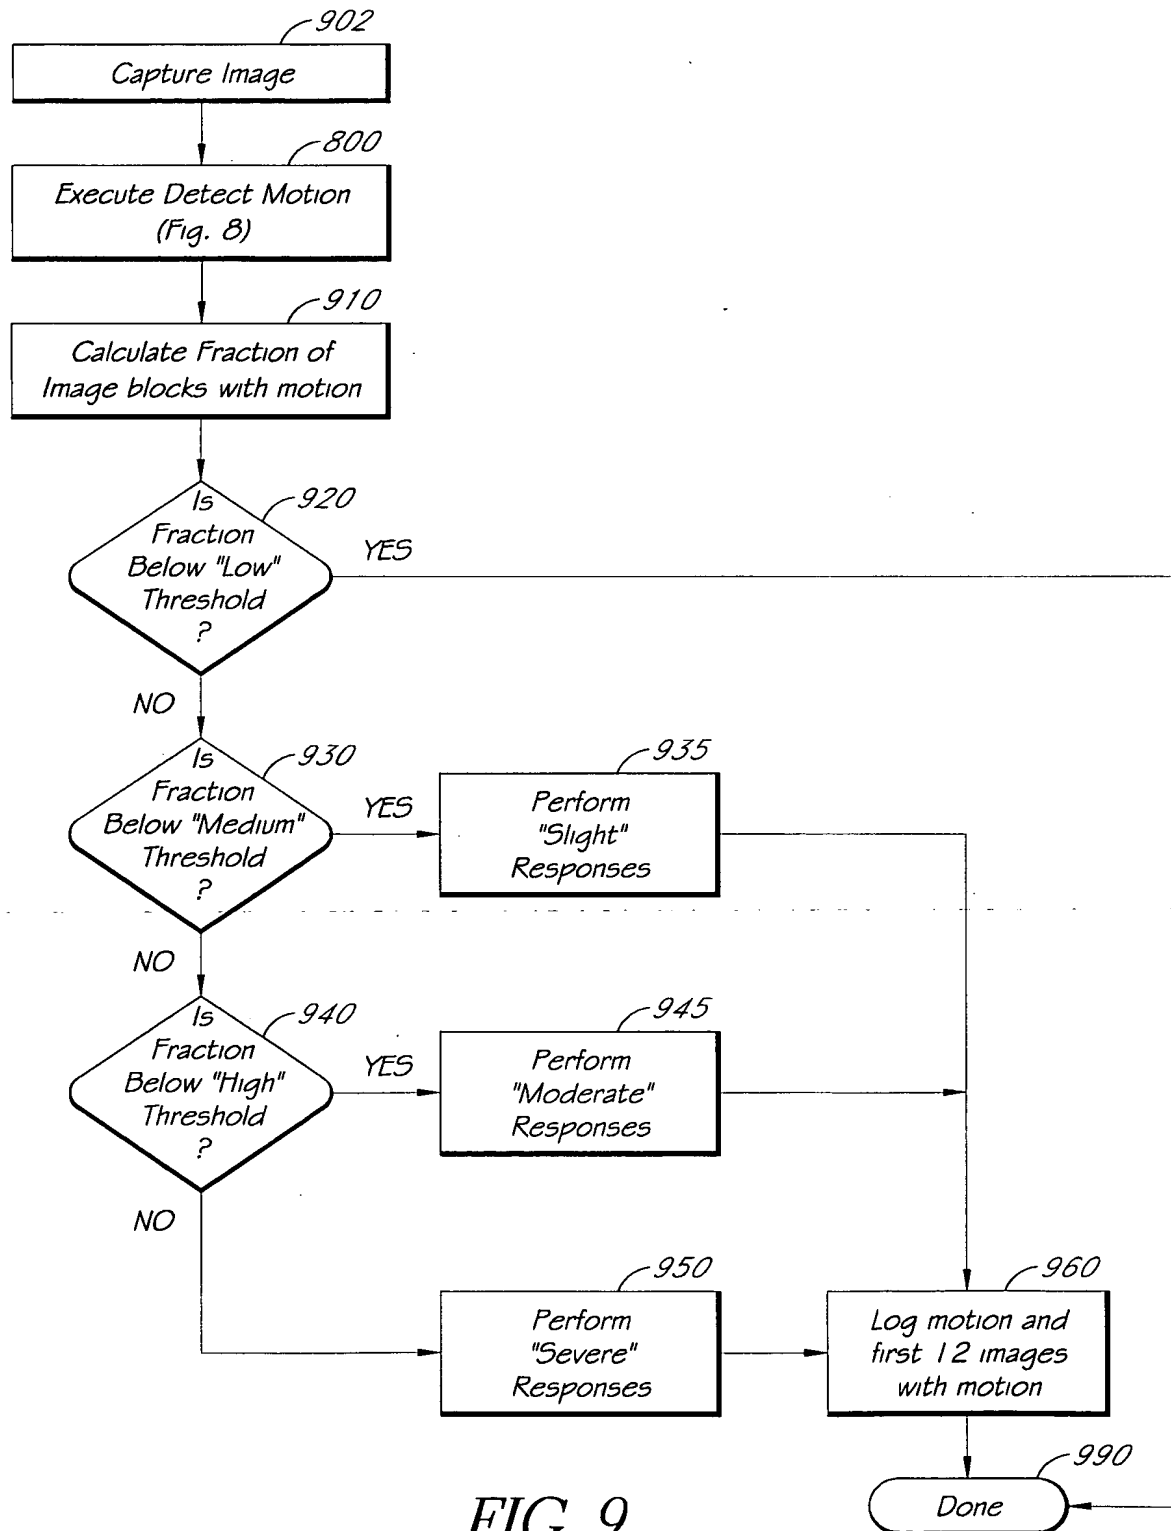 902
Capture Image
800
Execute Detect Motion
(Fig. 8)
910
Calculate Fraction of
Image blocks with motion
920
Is
Fraction
Below "Low"
Threshold
?
YES
NO
930
Is
Fraction
Below "Medium"
Threshold
?
YES
935
Perform
"Slight"
Responses
NO
940
Is
Fraction
Below "High"
Threshold
?
YES
945
Perform
"Moderate"
Responses
NO
950
Perform
"Severe"
Responses
960
Log motion and
first 12 images
with motion
990
Done
FIG. 9